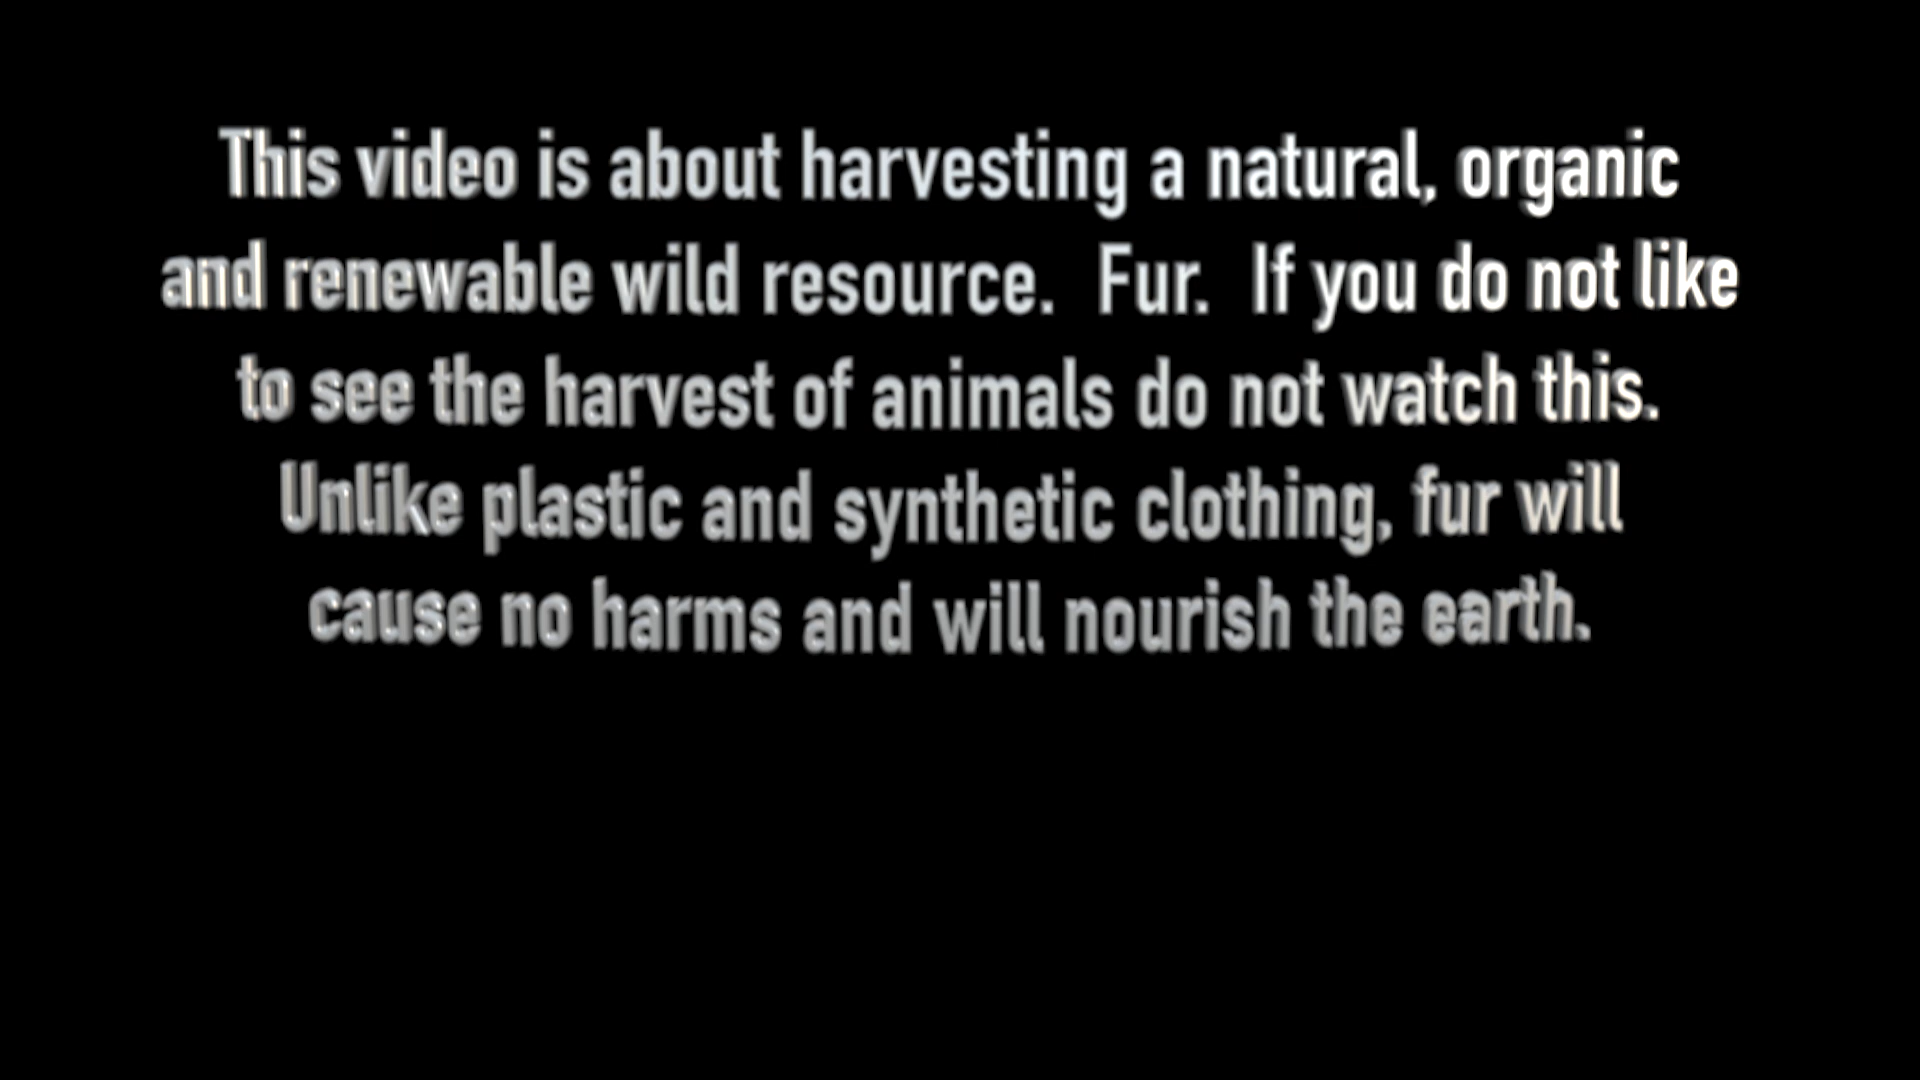 This video is about harvesting a natural, organic
and renewable wild resource.  Fur.  If you do not like
to see the harvest of animals do not watch this.
Unlike plastic and synthetic clothing, fur will
cause no harms and will nourish the earth.